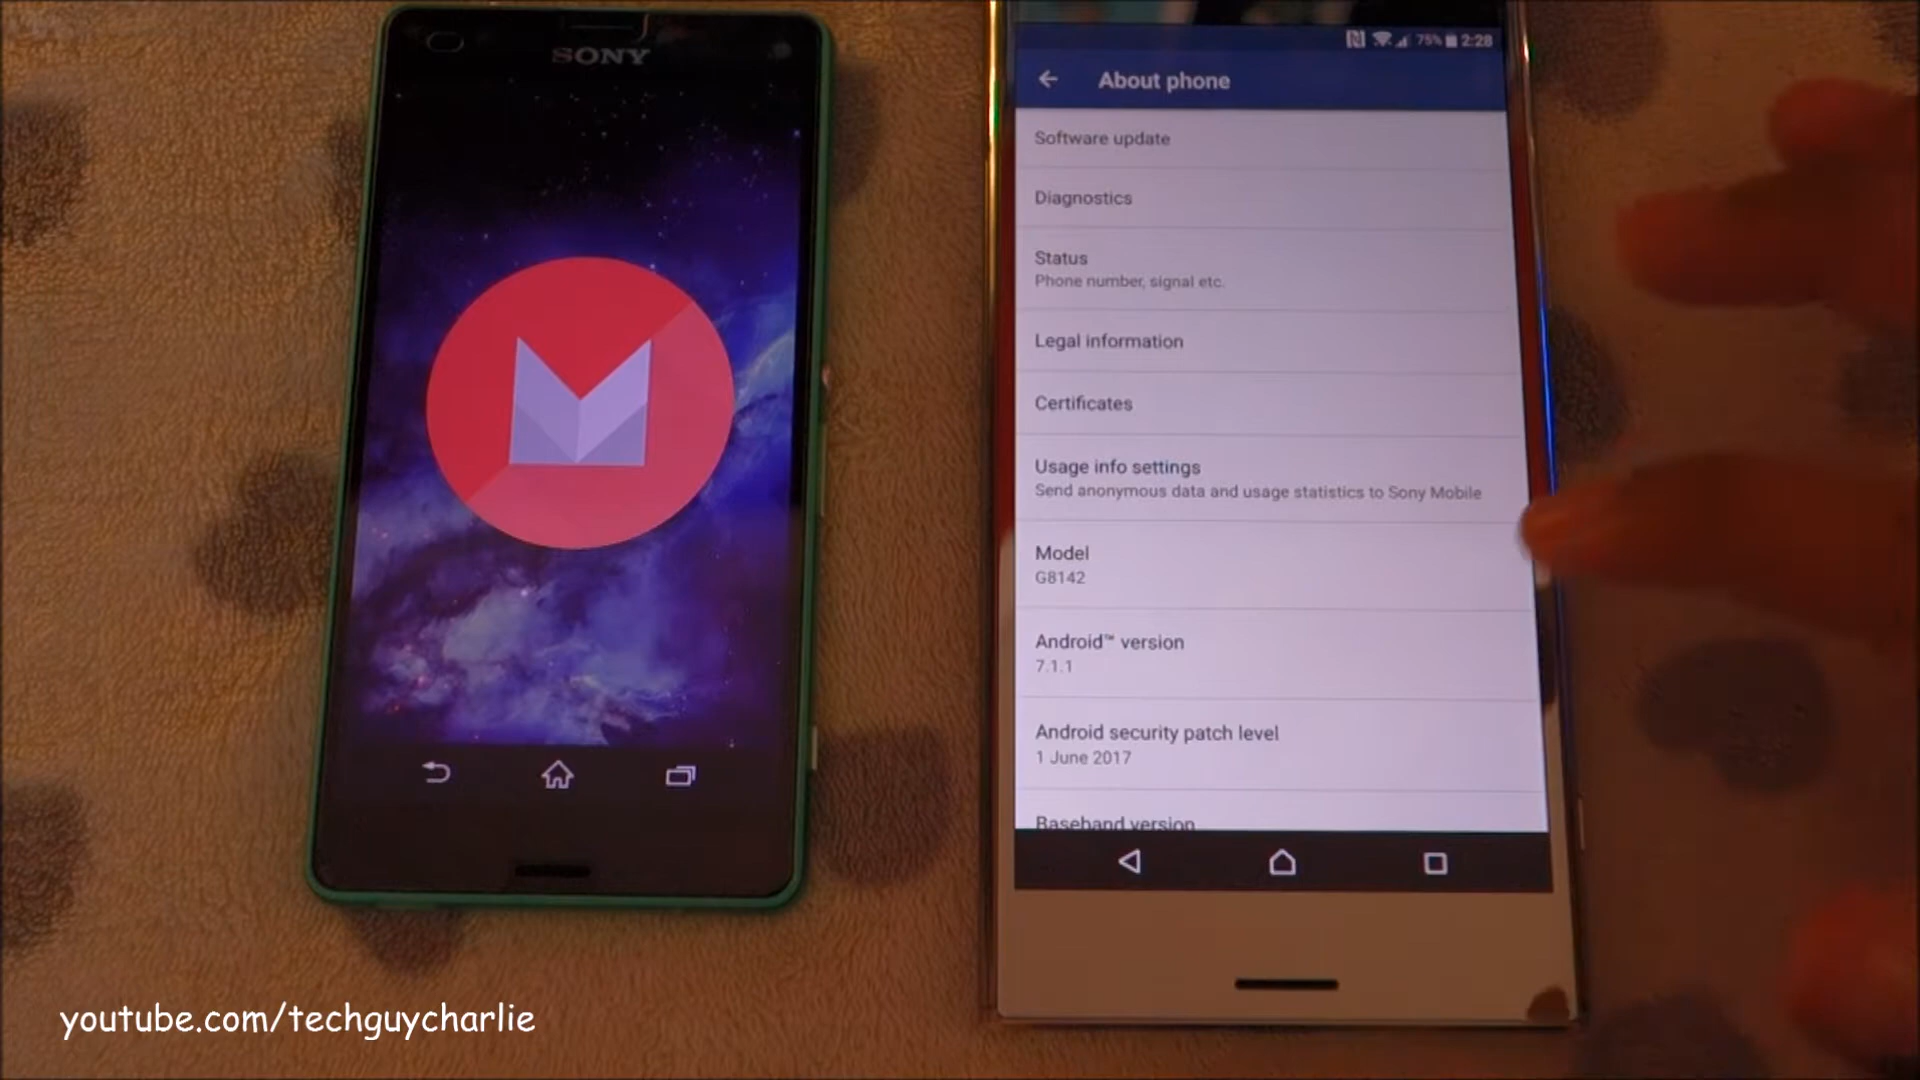 SONY
75% 2:28
About phone
Software update
Diagnostics
Status
Phone number, signal etc.
Legal information
Certificates
Usage info settings
Send anonymous data and usage statistics to Sony Mobile
Model
G8142
Android™ version
7.1.1
Android security patch level
1 June 2017
Baseband version
youtube.com/techguycharlie